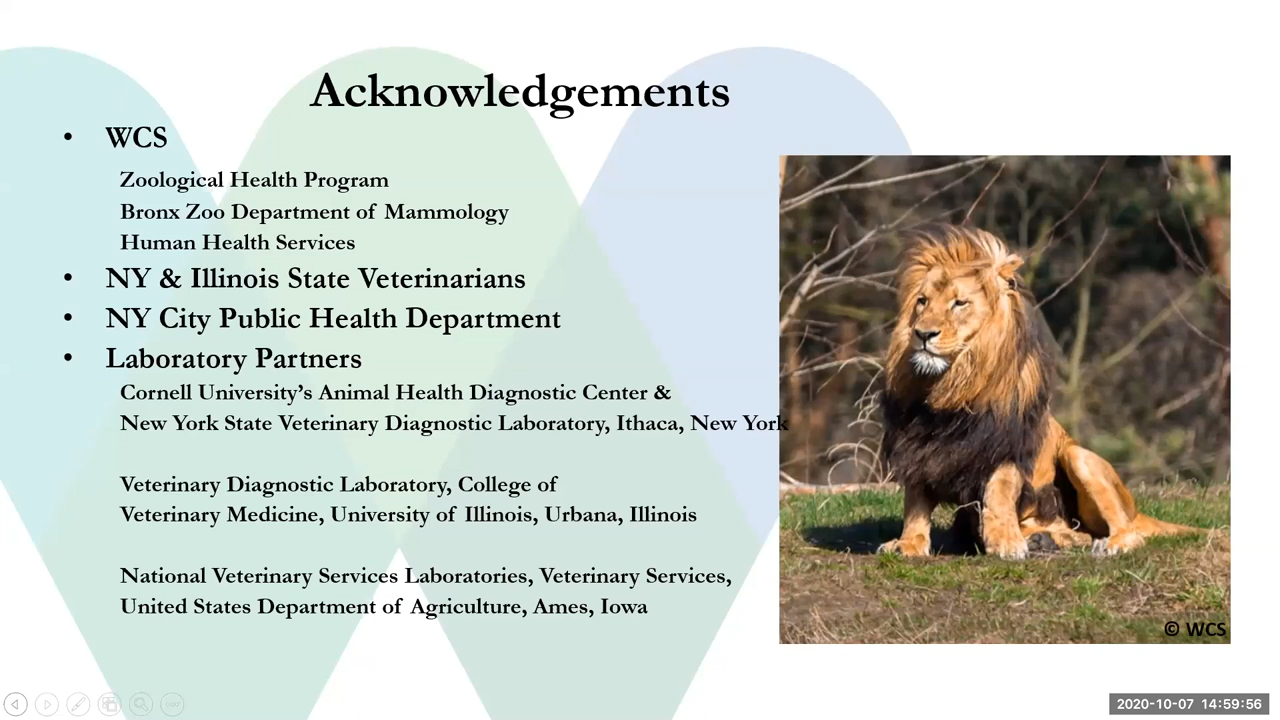 Acknowledgements
• WCS
Zoological Health Program
Bronx Zoo Department of Mammology
Human Health Services
• NY & Illinois State Veterinarians
• NY City Public Health Department
• Laboratory Partners
Cornell University’s Animal Health Diagnostic Center &
New York State Veterinary Diagnostic Laboratory, Ithaca, New York
Veterinary Diagnostic Laboratory, College of
Veterinary Medicine, University of Illinois, Urbana, Illinois
National Veterinary Services Laboratories, Veterinary Services,
United States Department of Agriculture, Ames, Iowa
© WCS
2020-10-07 14:59:56